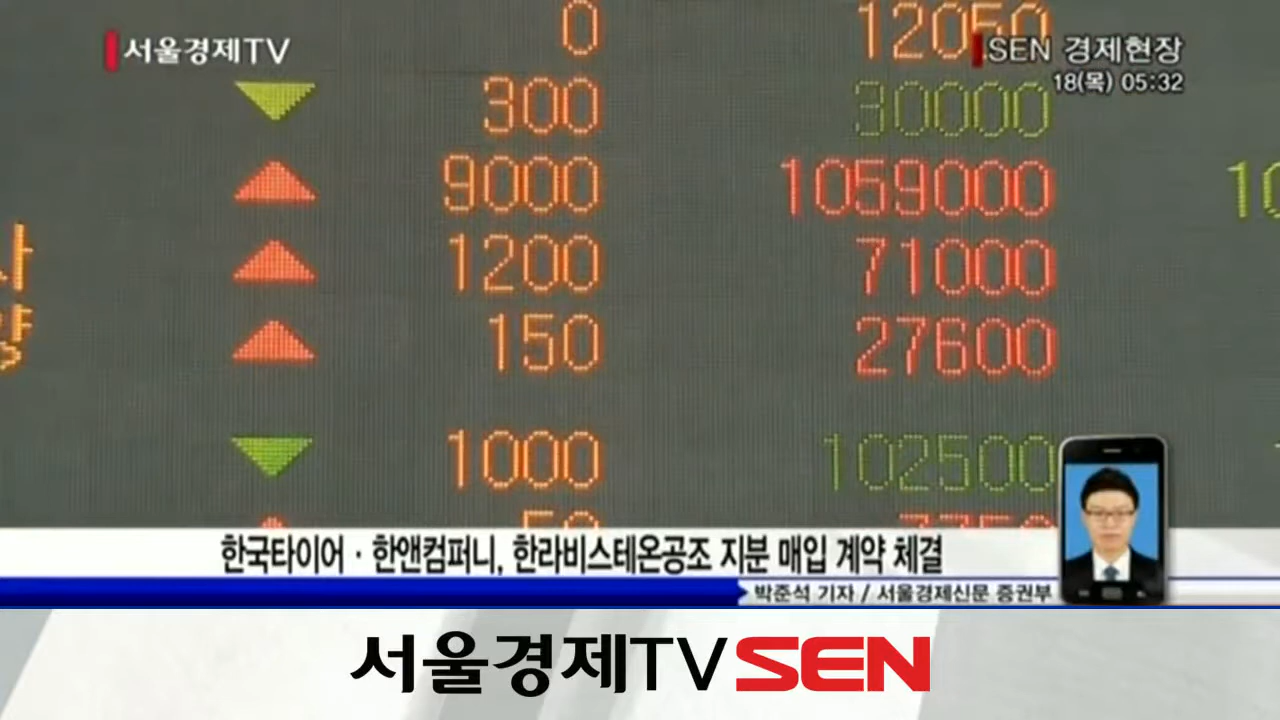 서울경제TV
SEN 경제현장
18(목) 05:32
0 12050
300 30000
9000 1059000
1200 71000
150 27600
1000 102500
한국타이어 · 한앤컴퍼니, 한라비스테온공조 지분 매입 계약 체결
박준석 기자 / 서울경제신문 증권부
서울경제TV SEN